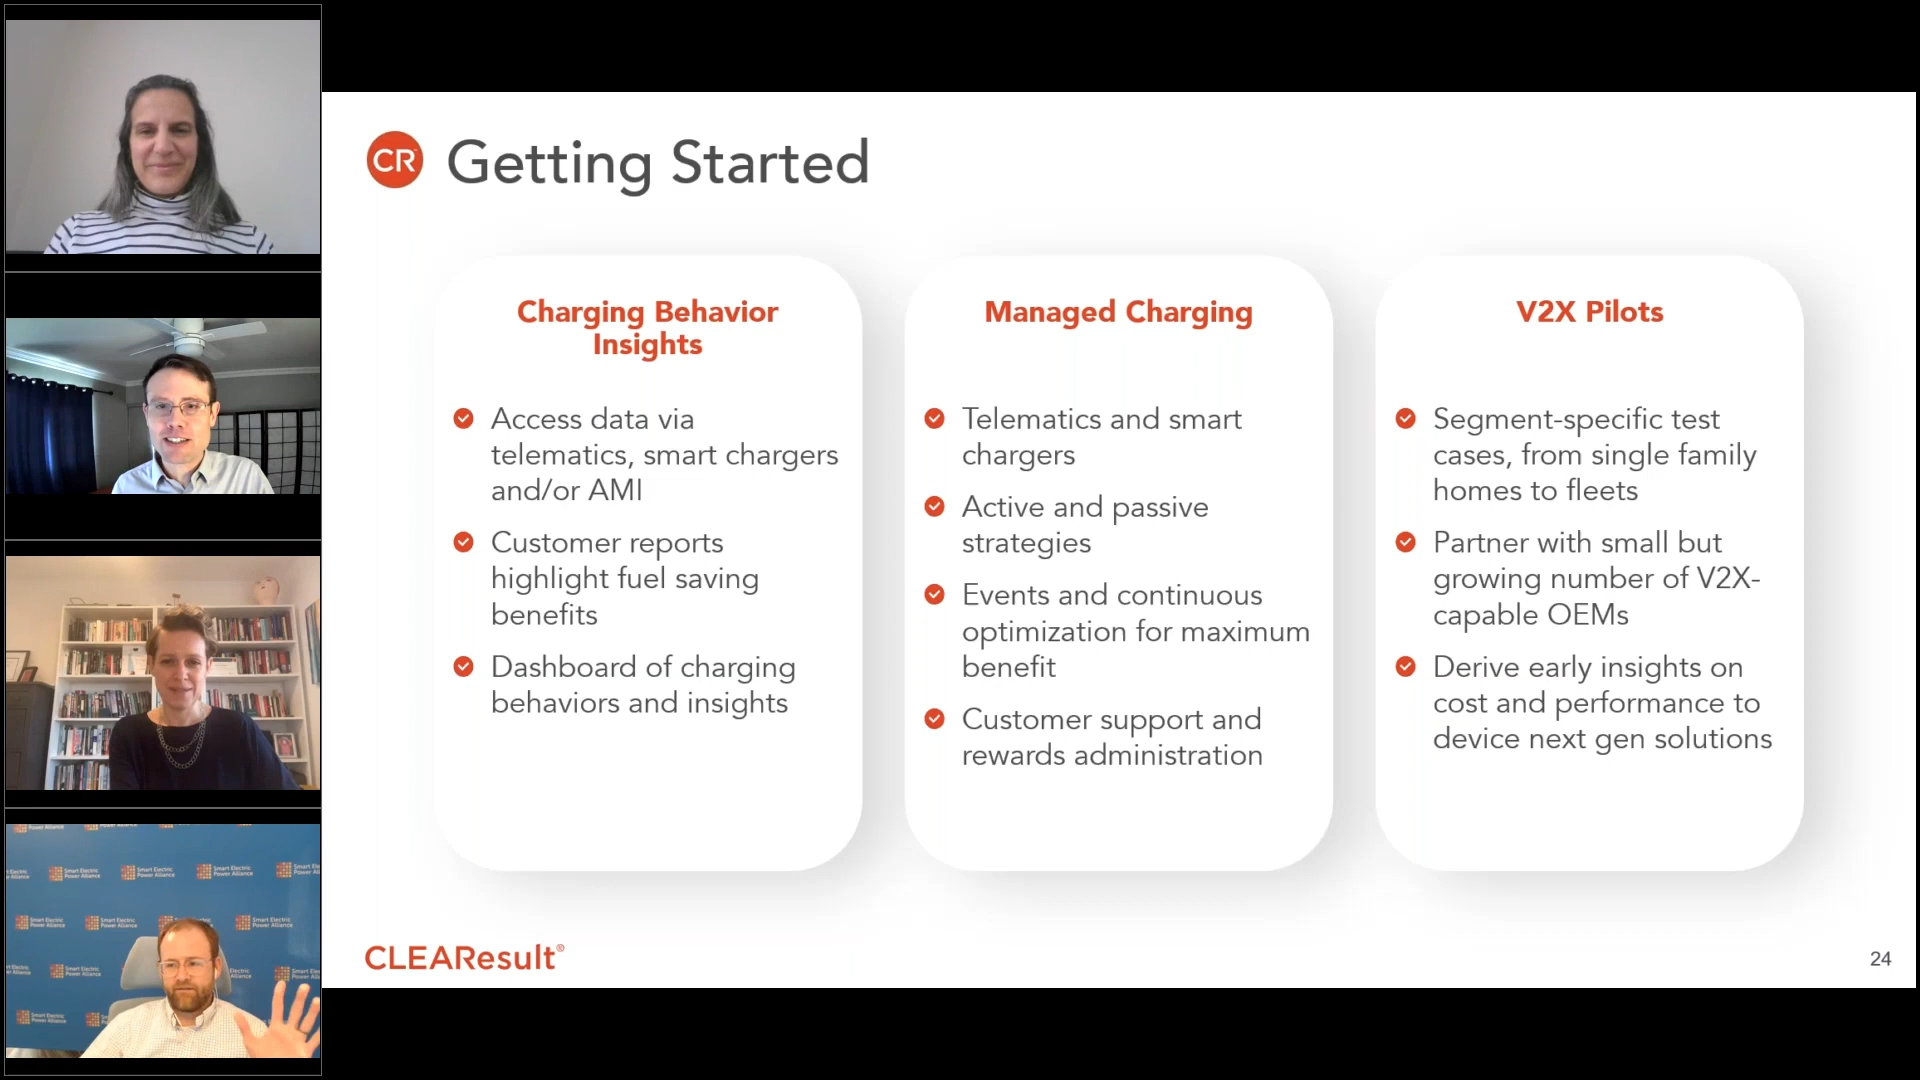 CR Getting Started
Charging Behavior
Insights
Access data via
telematics, smart chargers
and/or AMI
Customer reports
highlight fuel saving
benefits
Dashboard of charging
behaviors and insights
Managed Charging
Telematics and smart
chargers
Active and passive
strategies
Events and continuous
optimization for maximum
benefit
Customer support and
rewards administration
V2X Pilots
Segment-specific test
cases, from single family
homes to fleets
Partner with small but
growing number of V2X-
capable OEMs
Derive early insights on
cost and performance to
device next gen solutions
CLEAResult®
24
Smart Electric
Power Alliance